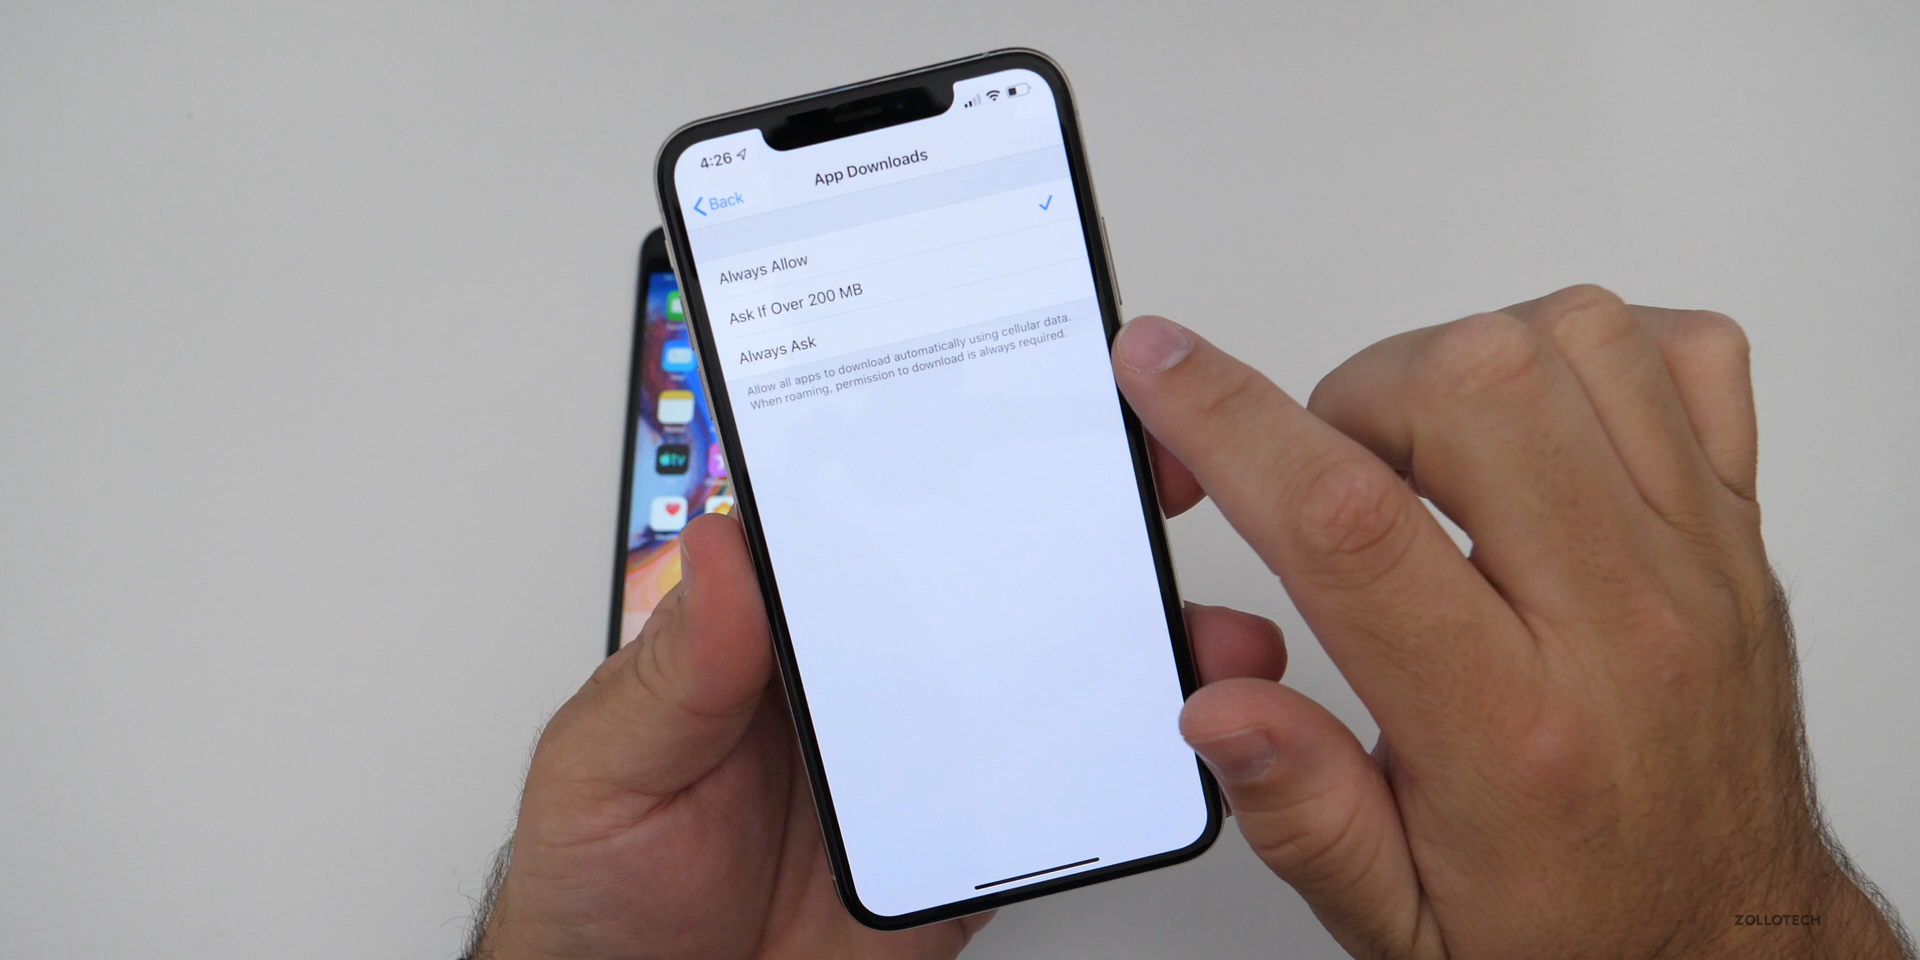 4:26
Back
App Downloads
Always Allow
Ask If Over 200 MB
Always Ask
Allow all apps to download automatically using cellular data.
When roaming, permission to download is always required.
tv
ZOLLOTECH